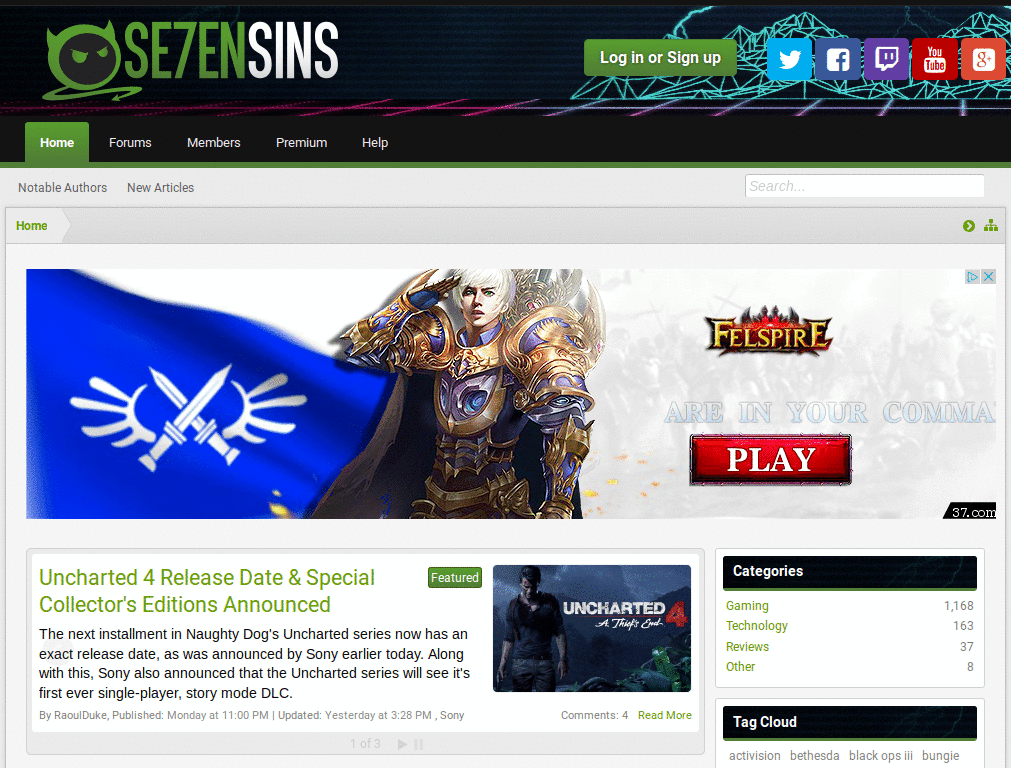 SE7ENSINS
Log in or Sign up
You
Tube
g+
Home Forums Members Premium Help
Notable Authors New Articles
Search...
Home
FELSPIRE
ARE IN YOUR COMMA
PLAY
37.com
Uncharted 4 Release Date & Special
Collector's Editions Announced
Featured
The next installment in Naughty Dog's Uncharted series now has an
exact release date, as was announced by Sony earlier today. Along
with this, Sony also announced that the Uncharted series will see it's
first ever single-player, story mode DLC.
By RaoulDuke, Published: Monday at 11:00 PM | Updated: Yesterday at 3:28 PM , Sony
Comments: 4 Read More
UNCHARTED 4
A Thief's End
1 of 3
Categories
Gaming 1,168
Technology 163
Reviews 37
Other 8
Tag Cloud
activision bethesda black ops iii bungie